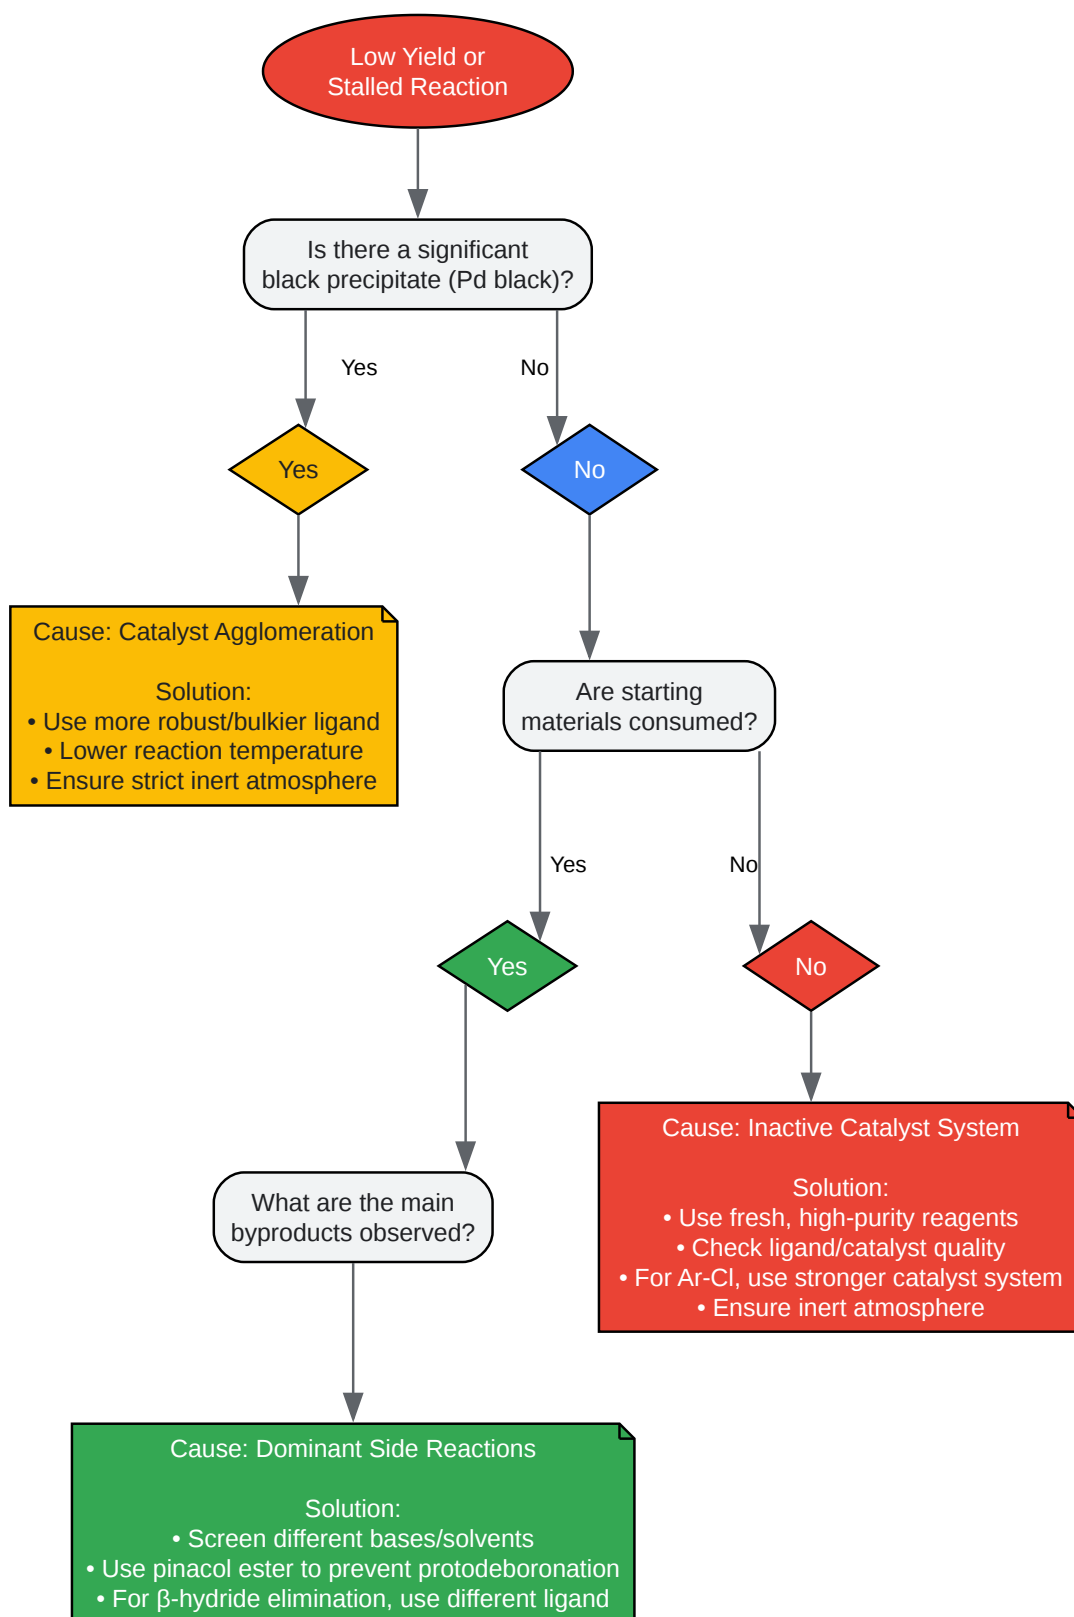 Low Yield or
Stalled Reaction
Is there a significant
black precipitate (Pd black)?
Yes
No
Yes
No
Cause: Catalyst Agglomeration
Solution:
• Use more robust/bulkier ligand
• Lower reaction temperature
• Ensure strict inert atmosphere
Are starting
materials consumed?
Yes
No
Yes
No
Cause: Inactive Catalyst System
Solution:
• Use fresh, high-purity reagents
• Check ligand/catalyst quality
• For Ar-Cl, use stronger catalyst system
• Ensure inert atmosphere
What are the main
byproducts observed?
Cause: Dominant Side Reactions
Solution:
• Screen different bases/solvents
• Use pinacol ester to prevent protodeboronation
• For β-hydride elimination, use different ligand